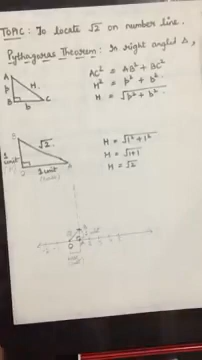 TOPIC: To locate √2 on number line.
Pythagoras Theorem: In right angled Δ,
A
P H
B b C
AC² = AB² + BC²
H² = p² + b²
H = √p² + b²
√2
1 unit
1 unit
A
H = √1² + 1²
H = √1+1
H = √2